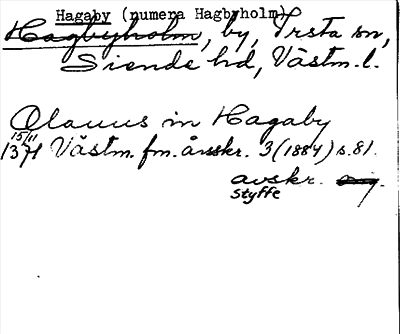 Hagaby (numera Hagbyholm)
Hagbyholm, by, Irsta sn,
Siende hd, Västm. l.
Olauus in Hagaby
15/11
1371 Västm. fm. årsskr. 3 (1884) s. 81.
avskr. orig.
Styffe